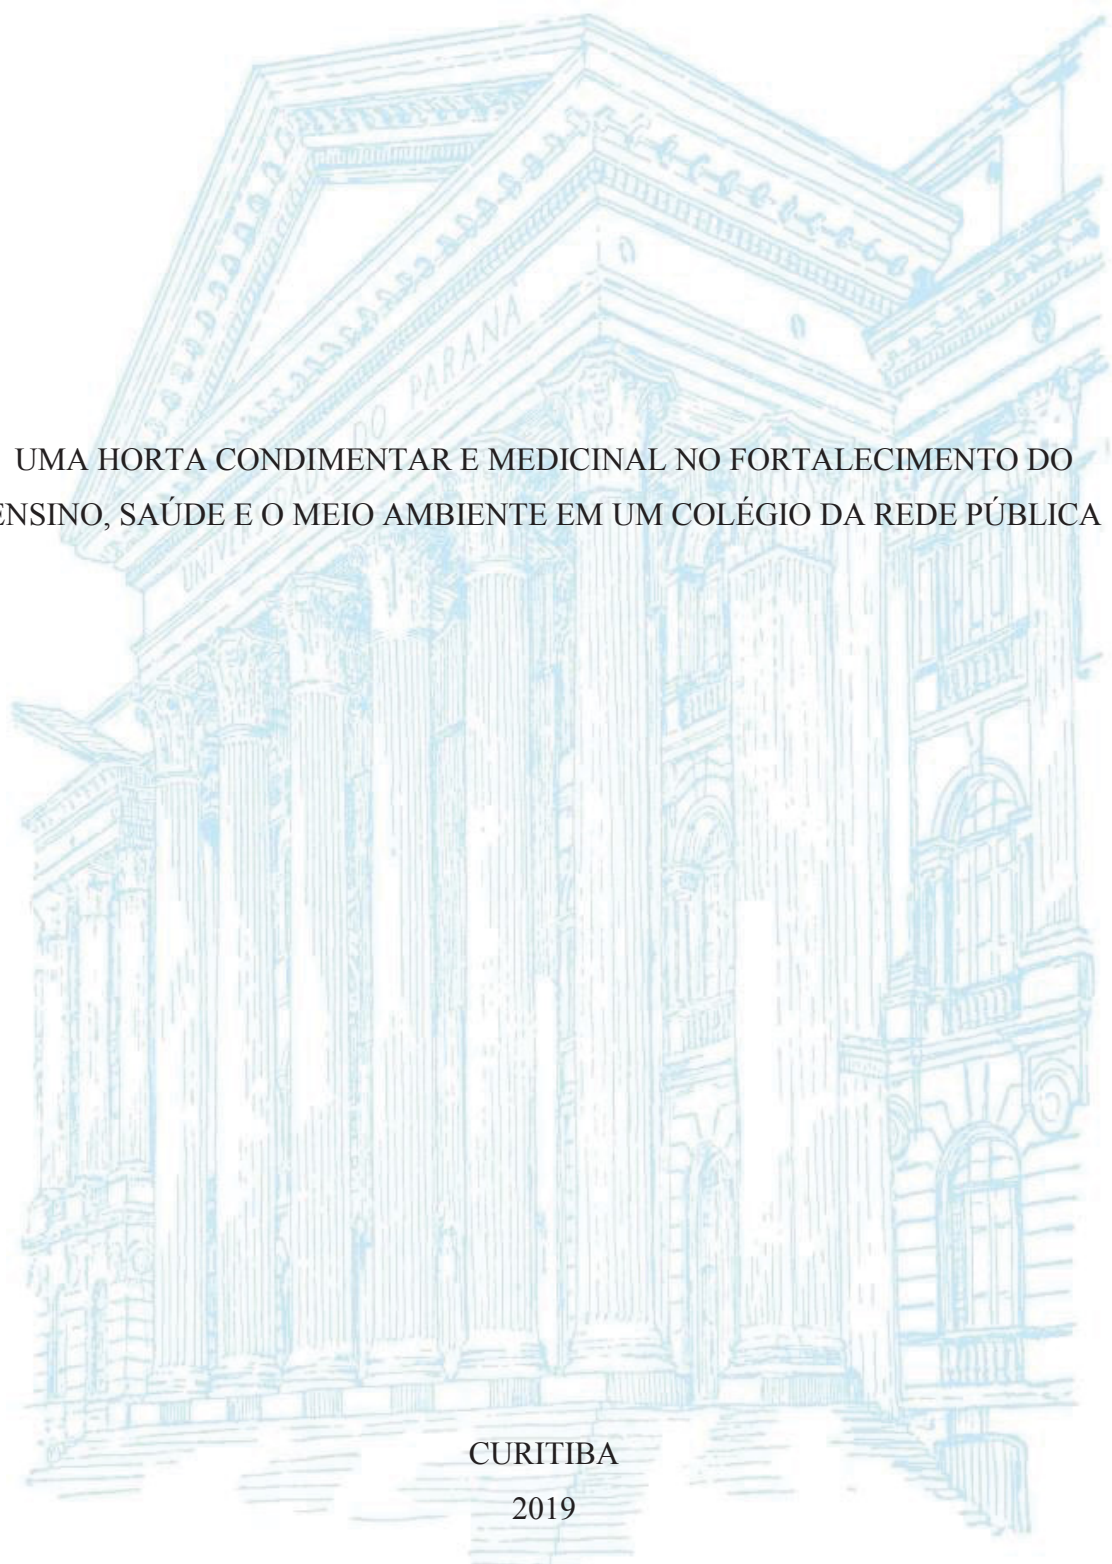 DO PARANÁ
UMA HORTA CONDIMENTAR E MEDICINAL NO FORTALECIMENTO DO
ENSINO, SAÚDE E O MEIO AMBIENTE EM UM COLÉGIO DA REDE PÚBLICA
CURITIBA
2019